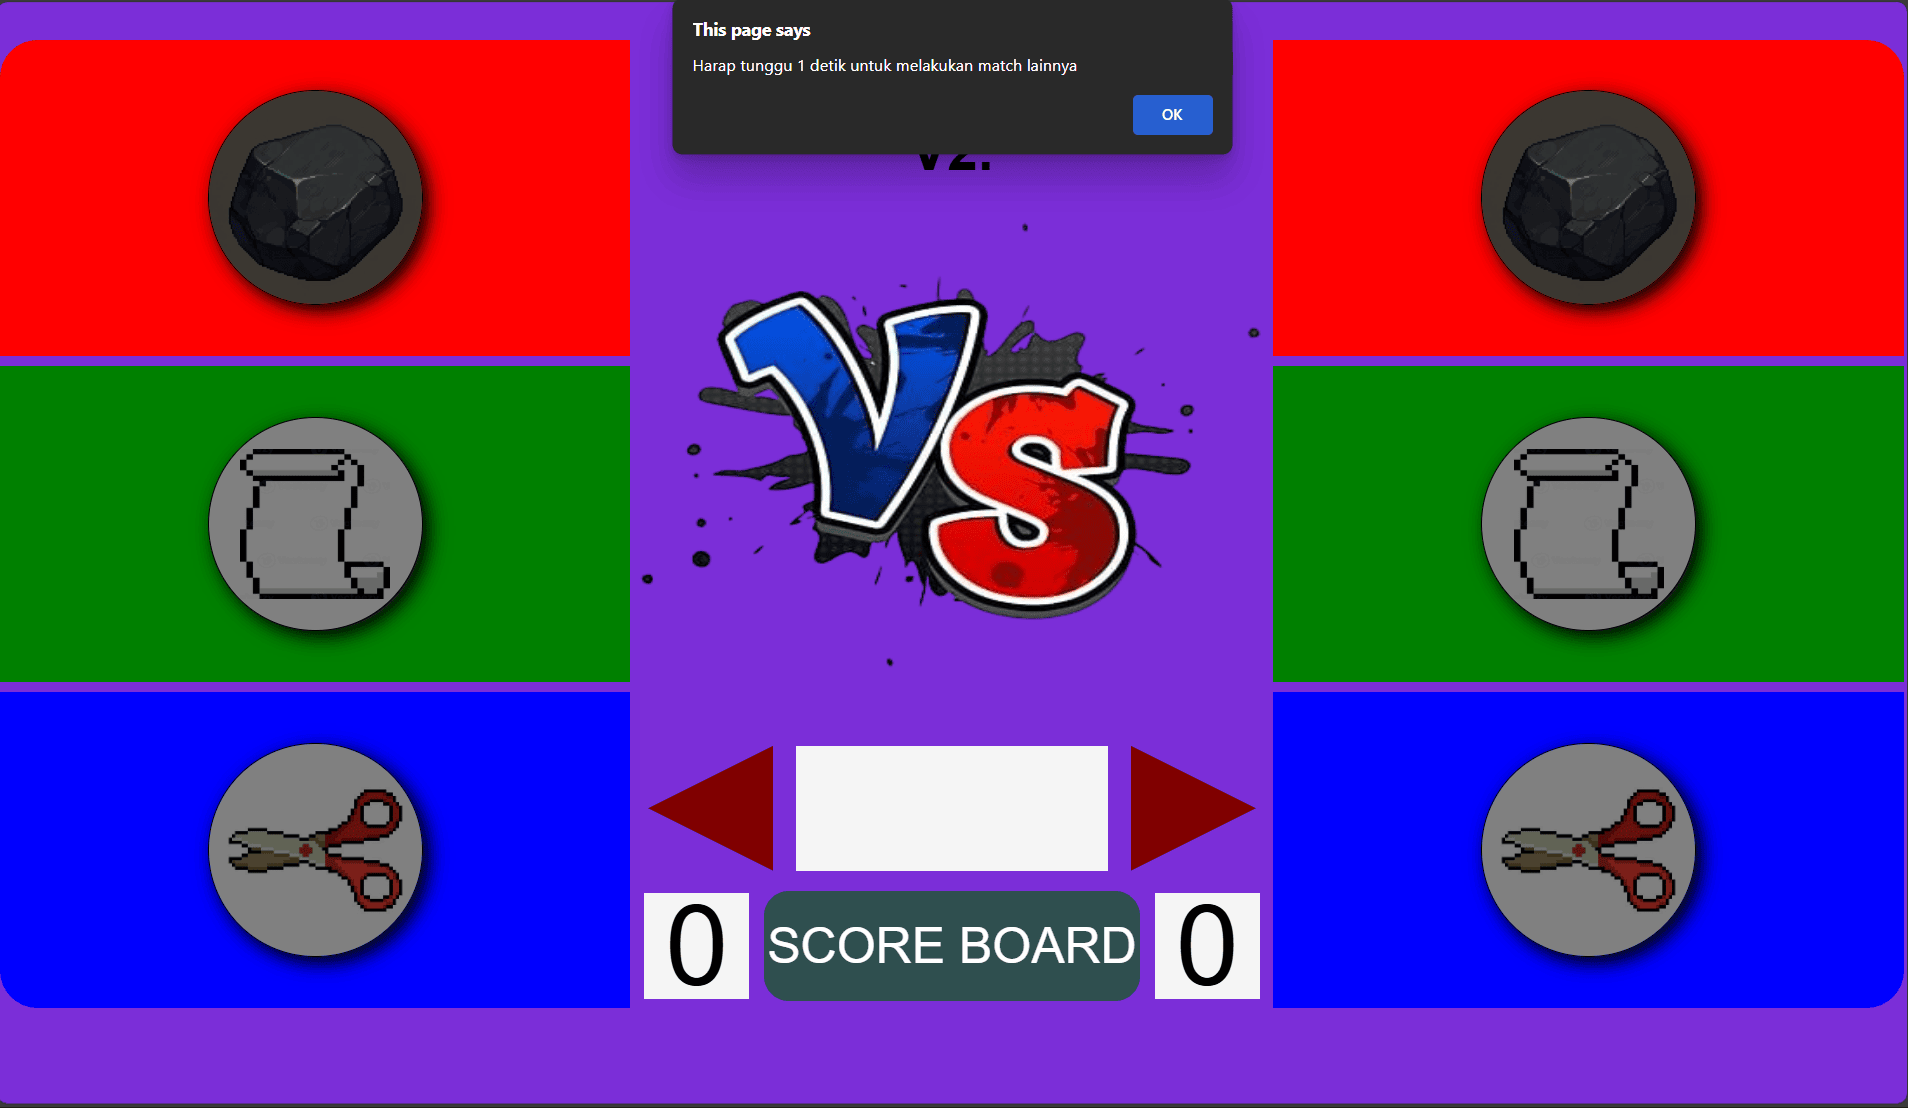 This page says
Harap tunggu 1 detik untuk melakukan match lainnya
OK
V2.
VS
0
SCORE BOARD
0